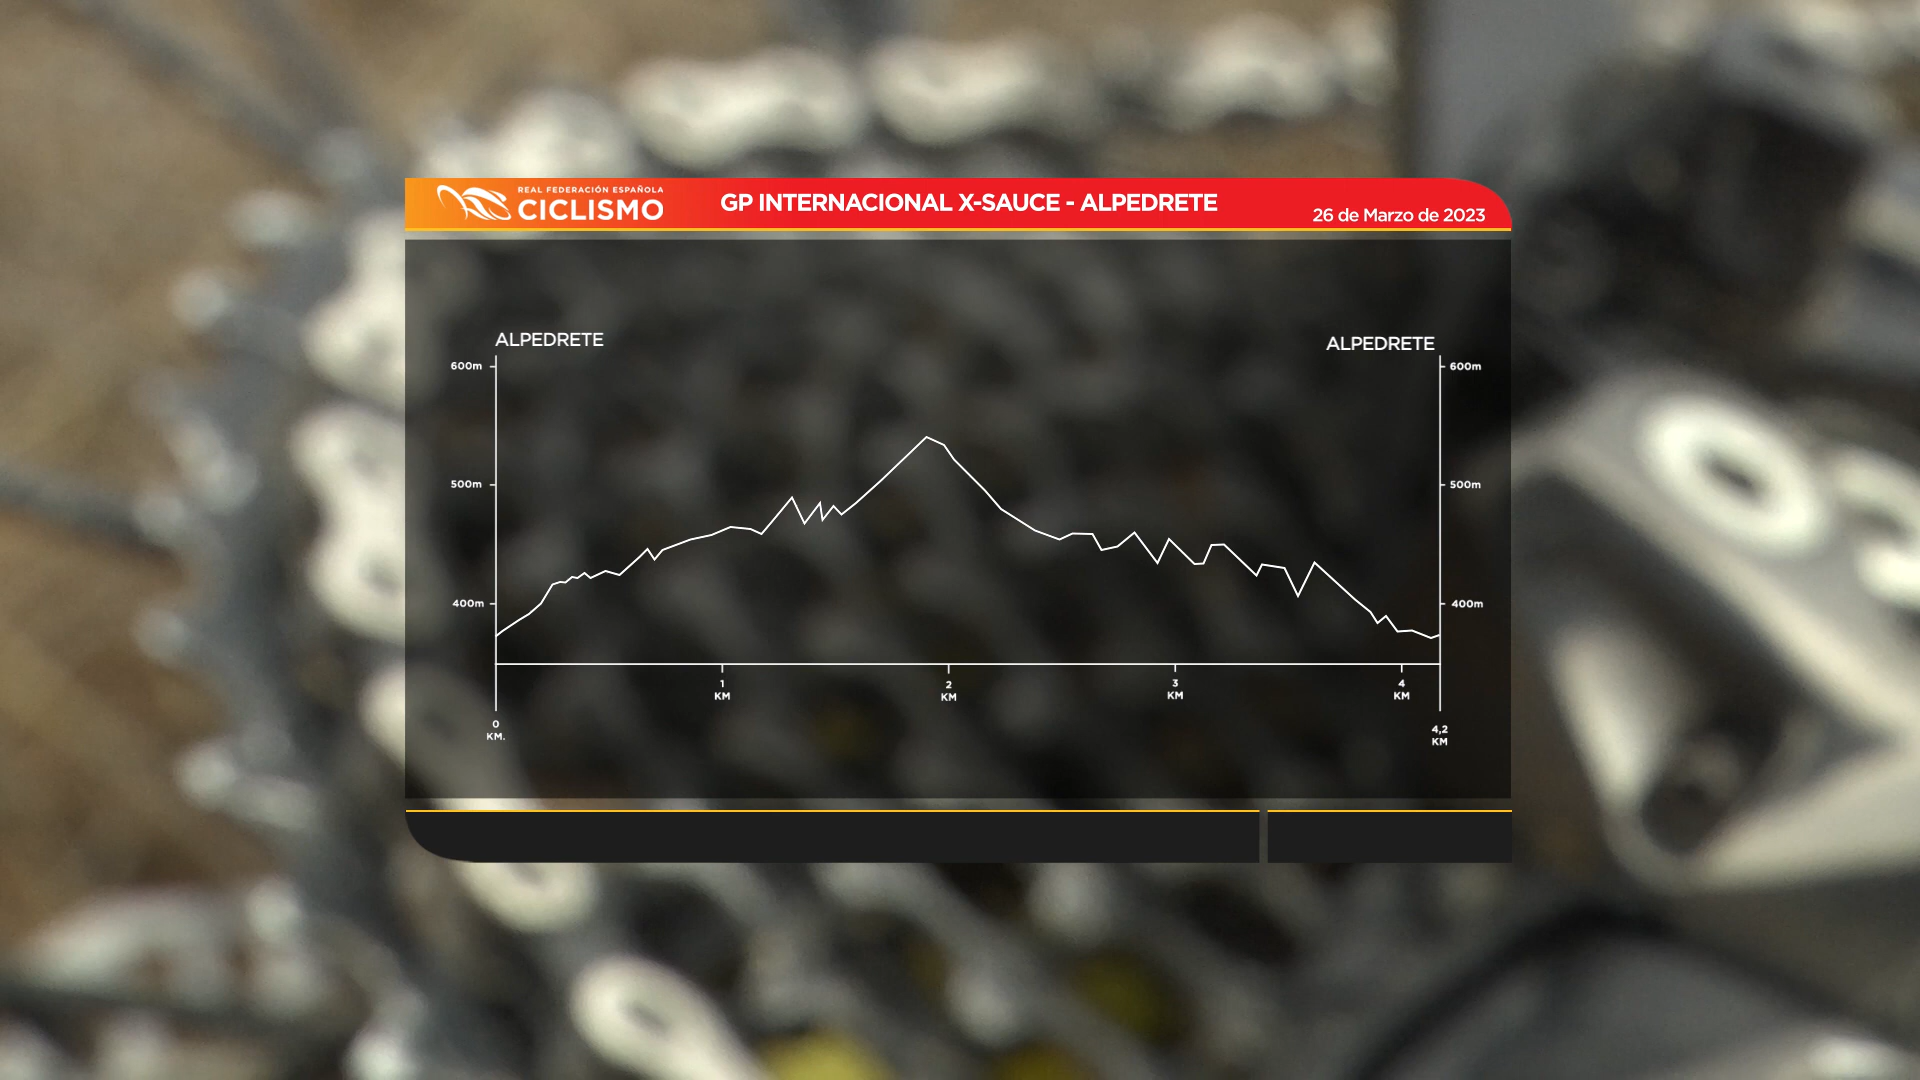 REAL FEDERACIÓN ESPAÑOLA
CICLISMO
GP INTERNACIONAL X-SAUCE - ALPEDRETE
26 de Marzo de 2023
ALPEDRETE
ALPEDRETE
600m
600m
500m
500m
400m
400m
1
KM
2
KM
3
KM
4
KM
0
KM.
4,2
KM